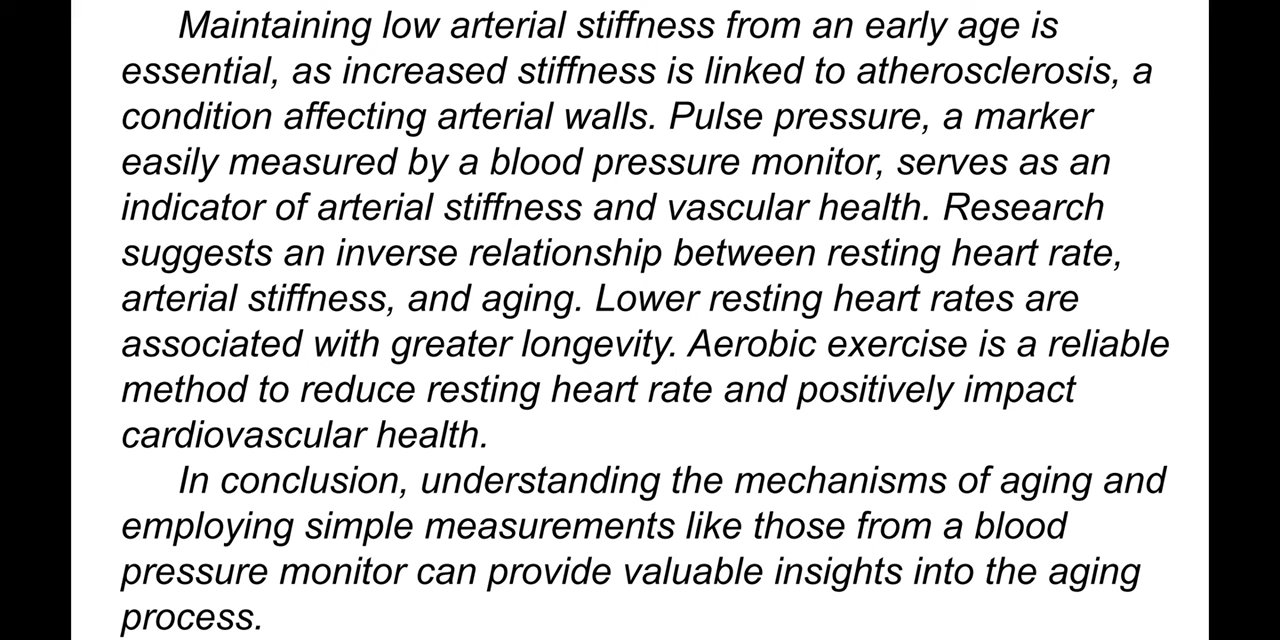 Maintaining low arterial stiffness from an early age is
essential, as increased stiffness is linked to atherosclerosis, a
condition affecting arterial walls. Pulse pressure, a marker
easily measured by a blood pressure monitor, serves as an
indicator of arterial stiffness and vascular health. Research
suggests an inverse relationship between resting heart rate,
arterial stiffness, and aging. Lower resting heart rates are
associated with greater longevity. Aerobic exercise is a reliable
method to reduce resting heart rate and positively impact
cardiovascular health.
In conclusion, understanding the mechanisms of aging and
employing simple measurements like those from a blood
pressure monitor can provide valuable insights into the aging
process.